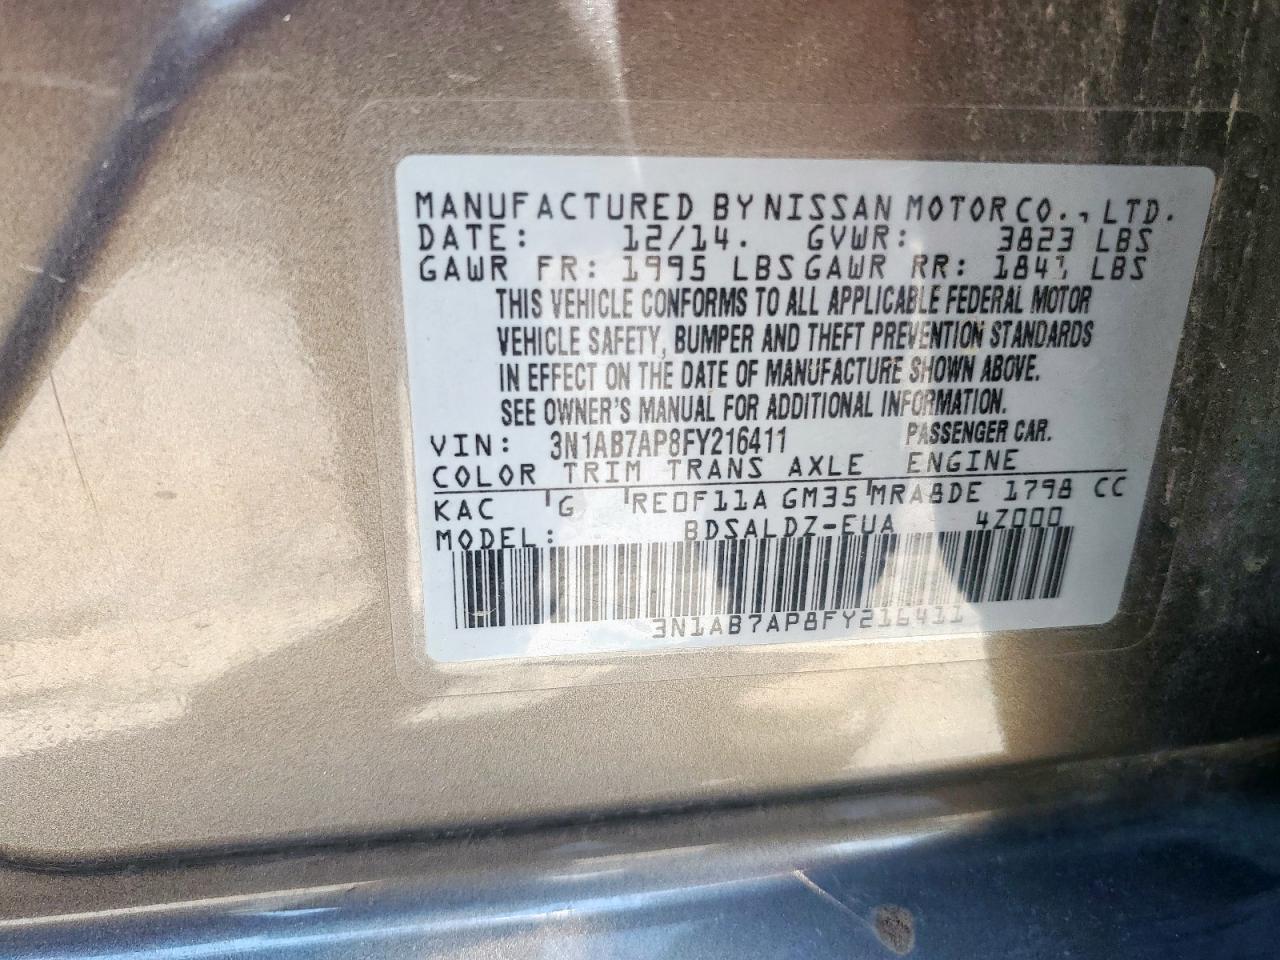 MANUFACTURED BY NISSAN MOTOR CO., LTD.
DATE: 12/14. GVWR: 3823 LBS
GAWR FR: 1995 LBS GAWR RR: 1841 LBS
THIS VEHICLE CONFORMS TO ALL APPLICABLE FEDERAL MOTOR
VEHICLE SAFETY, BUMPER AND THEFT PREVENTION STANDARDS
IN EFFECT ON THE DATE OF MANUFACTURE SHOWN ABOVE.
SEE OWNER'S MANUAL FOR ADDITIONAL INFORMATION.
VIN: 3N1AB7AP8FY216411 PASSENGER CAR.
COLOR TRIM TRANS AXLE ENGINE
KAC G RE0F11A GM35 MRA8DE 1798 CC
MODEL: BDSALDZ-EUA 4Z000
3N1AB7AP8FY216411